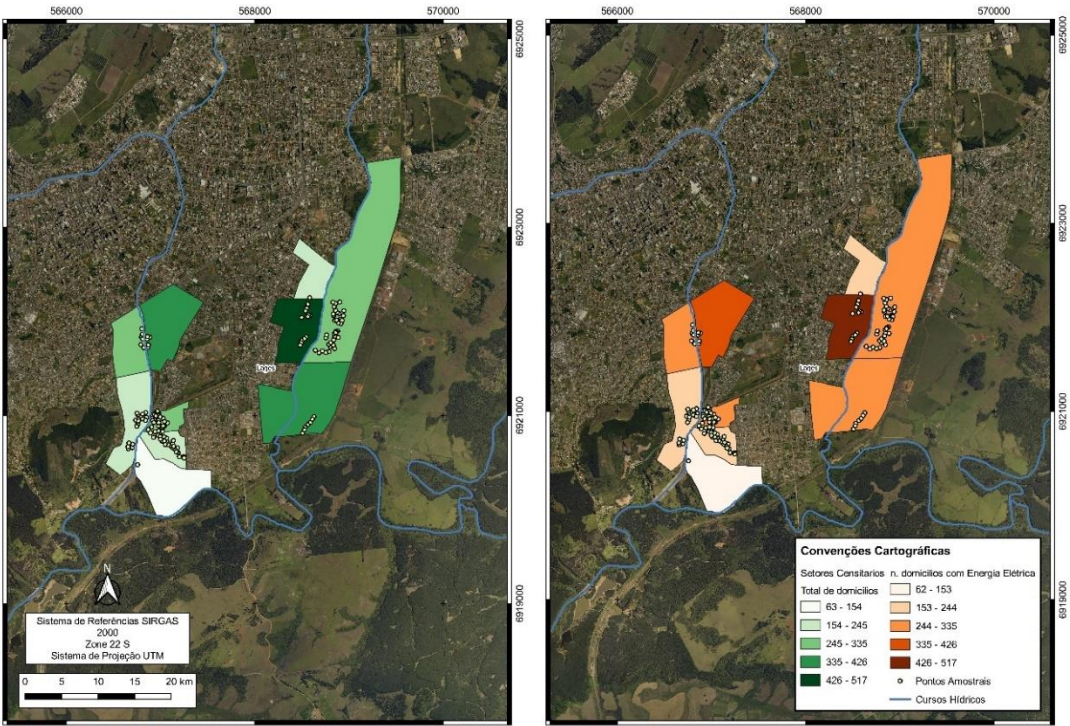 566000 568000 570000
566000 568000 570000
6925000
6925000
6923000
6923000
Lages
Lages
6921000
6921000
6919000
6919000
N
Sistema de Referências SIRGAS
2000
Zone 22 S
Sistema de Projeção UTM
0 5 10 15 20 km
Convenções Cartográficas
Setores Censitários n. domicilios com Energia Elétrica
Total de domicilios 62 - 153
63 - 154 153 - 244
154 - 245 244 - 335
245 - 335 335 - 426
335 - 426 426 - 517
426 - 517 Pontos Amostrais
Cursos Hídricos